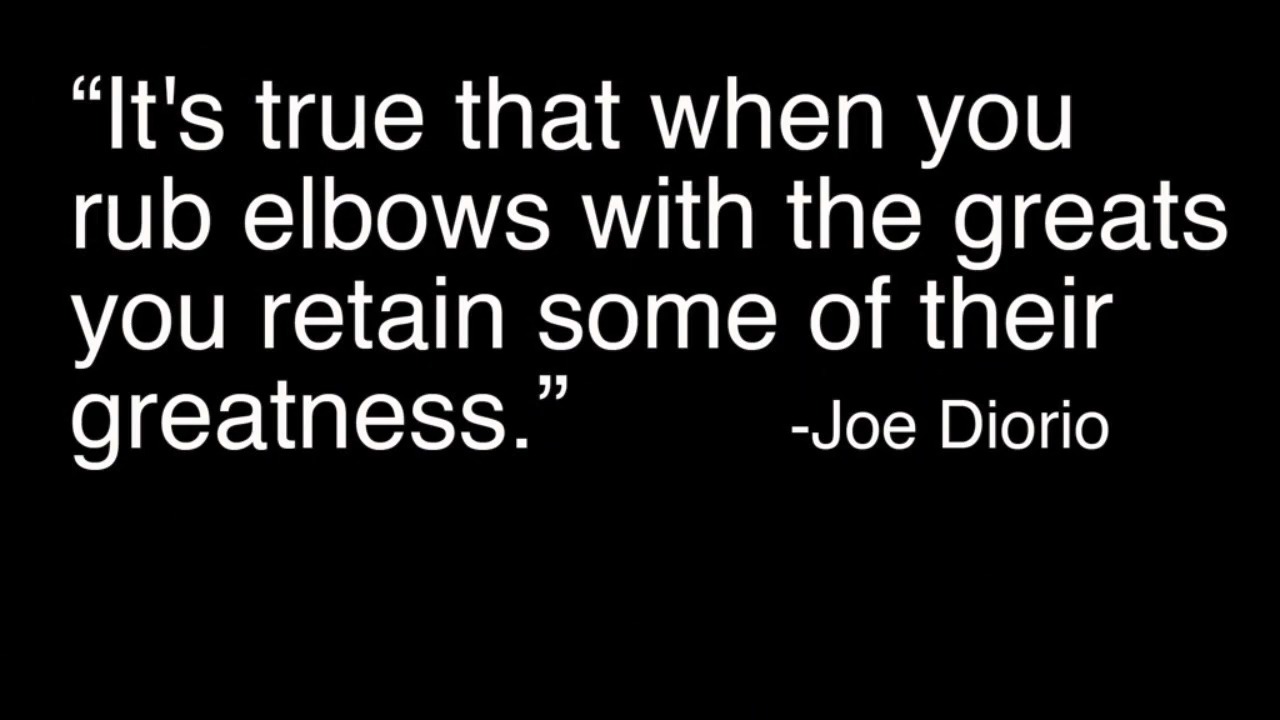 “It's true that when you
rub elbows with the greats
you retain some of their
greatness.” -Joe Diorio